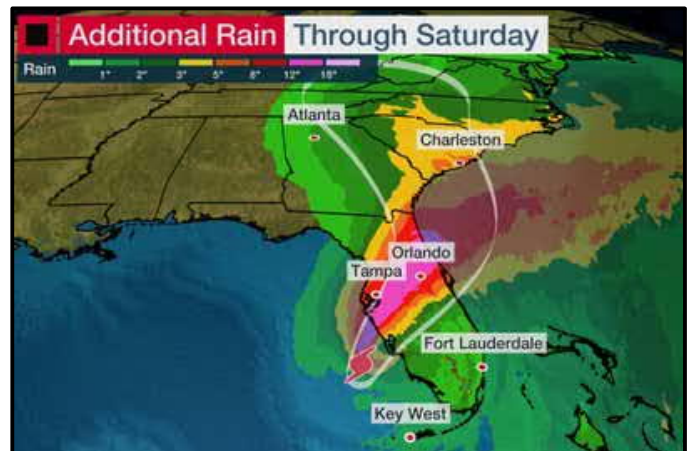 Additional Rain Through Saturday
Rain 1" 2" 3" 5" 8" 12" 18"
Atlanta
Charleston
Orlando
Tampa
Fort Lauderdale
Key West